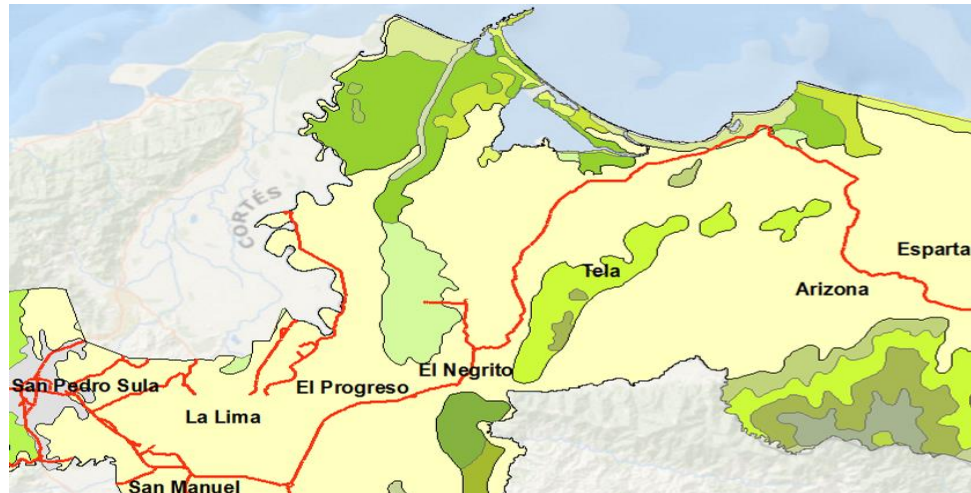 CORTÉS
Esparta
Tela
Arizona
El Negrito
San Pedro Sula
El Progreso
La Lima
San Manuel